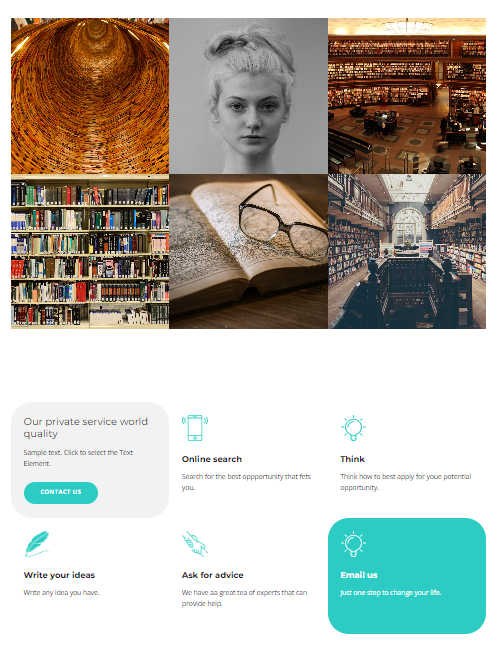 Our private service world
quality
Sample text. Click to select the Text
Element.
CONTACT US
Online search
Search for the best oppportunity that fets
you.
Think
Think how to best apply for youe potential
opportunity.
Write your ideas
Write any idea you have.
Ask for advice
We have aa great tea of experts that can
provide help.
Email us
Just one step to change your life.